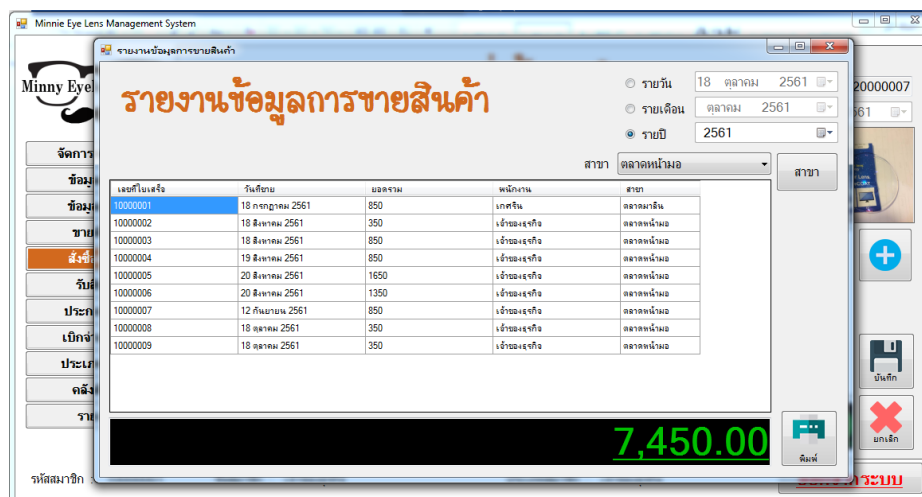 Minnie Eye Lens Management System
รายงานข้อมูลการขายสินค้า
Minny Eye
รายงานข้อมูลการขายสินค้า
รายวัน 18 ตุลาคม 2561
20000007
รายเดือน ตุลาคม 2561
561
รายปี 2561
จัดการ
สาขา ตลาดหน้ามอ
สาขา
ข้อมู
เลขที่ใบเสร็จ วันที่ขาย ยอดรวม พนักงาน สาขา
10000001 18 กรกฎาคม 2561 850 เกศริน ตลาดมาลิน
ข้อมู
10000002 18 สิงหาคม 2561 350 เจ้าของธุรกิจ ตลาดหน้ามอ
ขาย
10000003 18 สิงหาคม 2561 850 เจ้าของธุรกิจ ตลาดหน้ามอ
สั่งซื้อ
10000004 19 สิงหาคม 2561 850 เจ้าของธุรกิจ ตลาดหน้ามอ
10000005 20 สิงหาคม 2561 1650 เจ้าของธุรกิจ ตลาดหน้ามอ
รับสิ
10000006 20 สิงหาคม 2561 1350 เจ้าของธุรกิจ ตลาดหน้ามอ
ประก
10000007 12 กันยายน 2561 850 เจ้าของธุรกิจ ตลาดหน้ามอ
10000008 18 ตุลาคม 2561 350 เจ้าของธุรกิจ ตลาดหน้ามอ
เบิกจ่า
10000009 18 ตุลาคม 2561 350 เจ้าของธุรกิจ ตลาดหน้ามอ
ประเภ
บันทึก
คลัง
ราย
7,450.00
พิมพ์
ยกเลิก
รหัสสมาชิก :
ระบบ